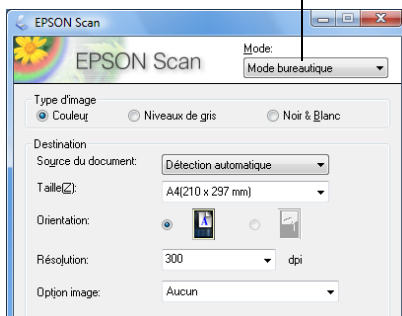 EPSON Scan
EPSON Scan
Mode:
Mode bureautique
Type d'image
Couleur
Niveaux de gris
Noir & Blanc
Destination
Source du document:
Détection automatique
Taille(Z):
A4(210 x 297 mm)
Orientation:
A
Résolution:
300
dpi
Option image:
Aucun